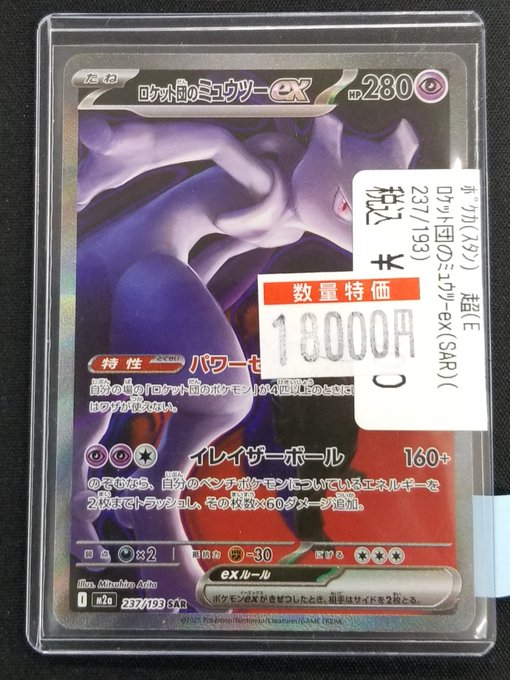 たね
ロケット団のミュウツーex
HP280
ポケカ(スタン) 超(E
ロケット団のミュウツーex(SAR)(
237/193)
税込 ¥
数量特価
18000円
特性
とくせい
パワーセ
自分の場の「ロケット団のポケモン」が4匹以上のときにし
はワザが使えない。
イレイザーボール 160+
のぞむなら、自分のベンチポケモンについているエネルギーを
2枚までトラッシュし、その枚数×60ダメージ追加。
弱点 ×2 抵抗力 -30 にげる
Illus. Mitsuhiro Arita
exルール
ポケモンexがきぜつしたとき、相手はサイドを2枚とる。
I m2a 237/193 SAR
©2025 Pokémon/Nintendo/Creatures/GAME FREAK